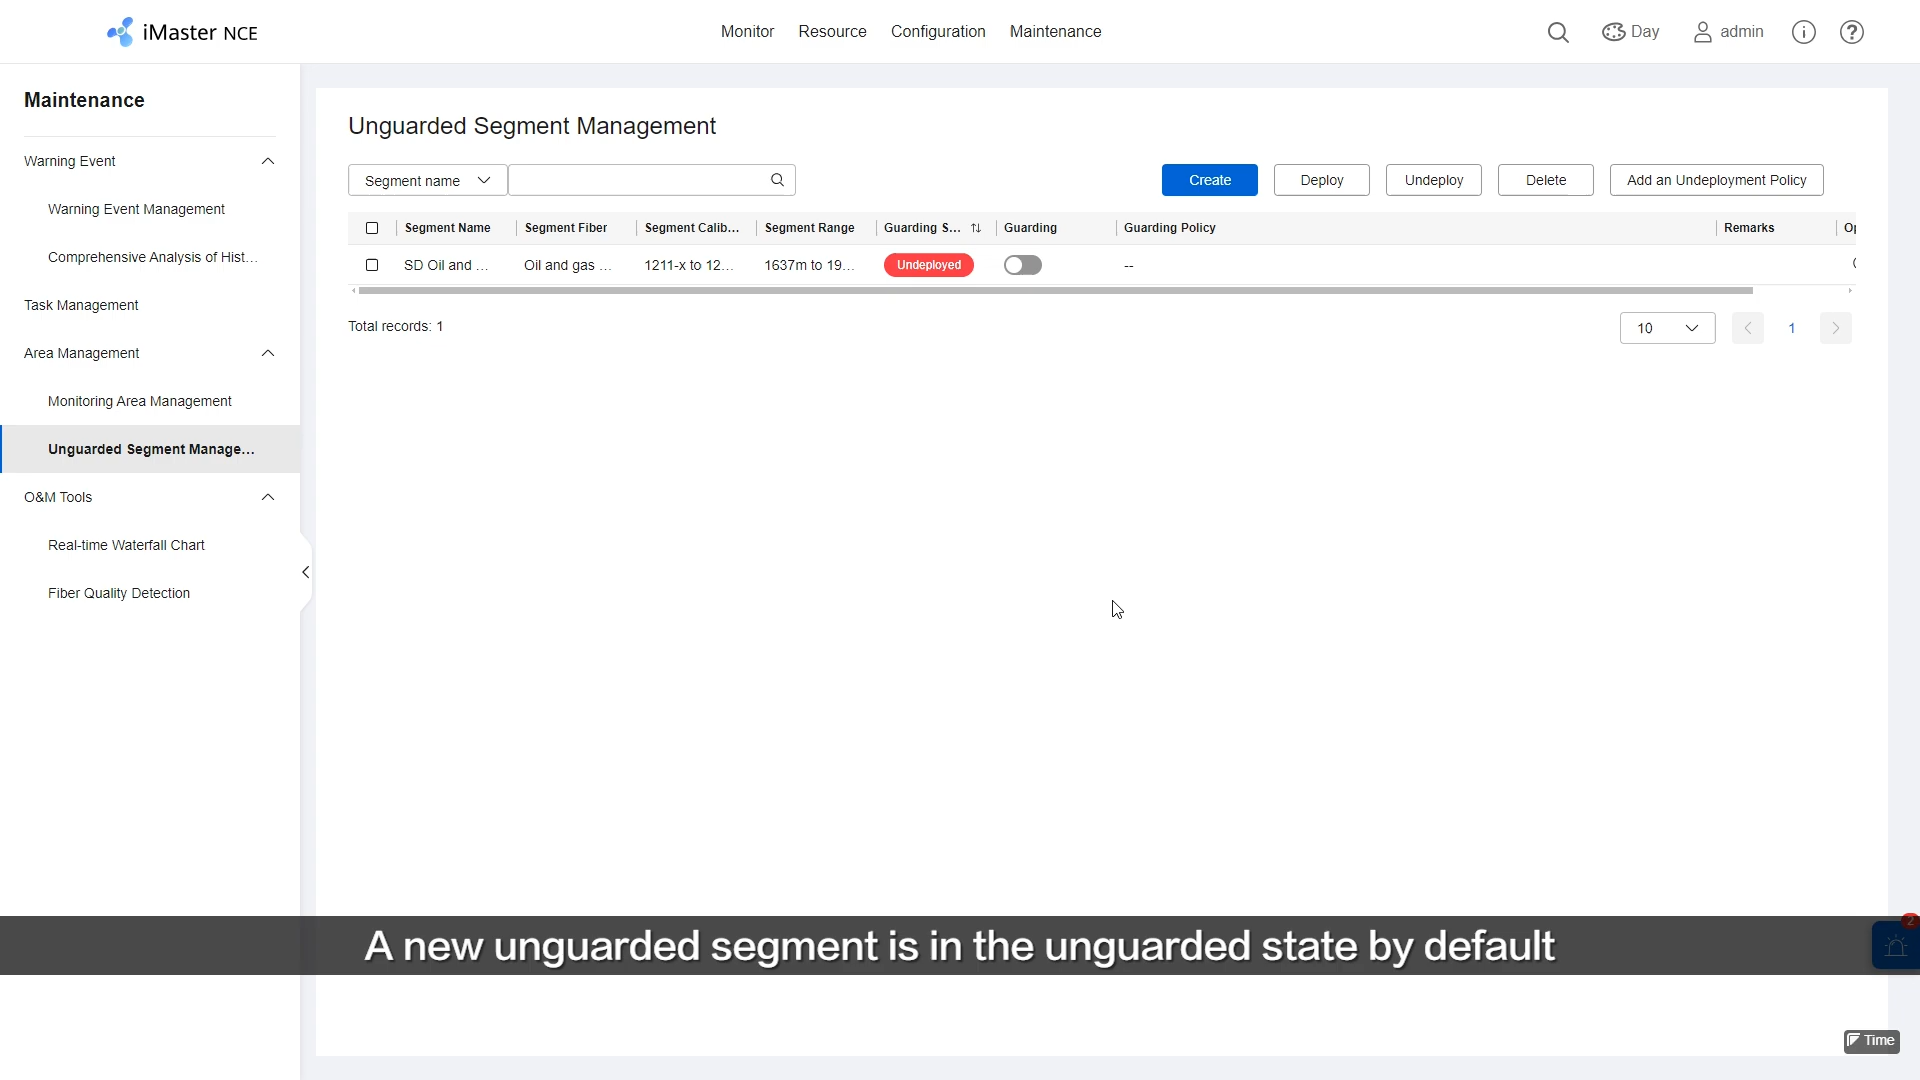 iMaster NCE
Monitor Resource Configuration Maintenance
Day admin
Maintenance
Warning Event
Warning Event Management
Comprehensive Analysis of Hist...
Task Management
Area Management
Monitoring Area Management
Unguarded Segment Manage...
O&M Tools
Real-time Waterfall Chart
Fiber Quality Detection
Unguarded Segment Management
Segment name
Create Deploy Undeploy Delete Add an Undeployment Policy
Segment Name Segment Fiber Segment Calib... Segment Range Guarding S... Guarding Guarding Policy Remarks
SD Oil and ... Oil and gas ... 1211-x to 12... 1637m to 19... Undeployed --
Total records: 1
10 1
2
A new unguarded segment is in the unguarded state by default
Time